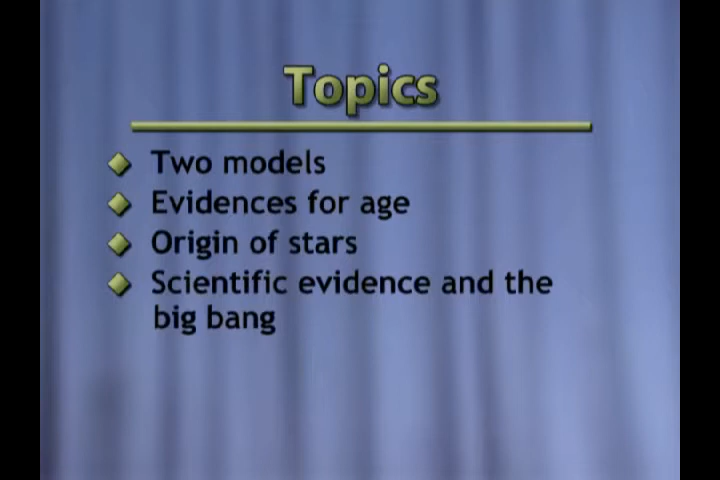 Topics
Two models
Evidences for age
Origin of stars
Scientific evidence and the
big bang